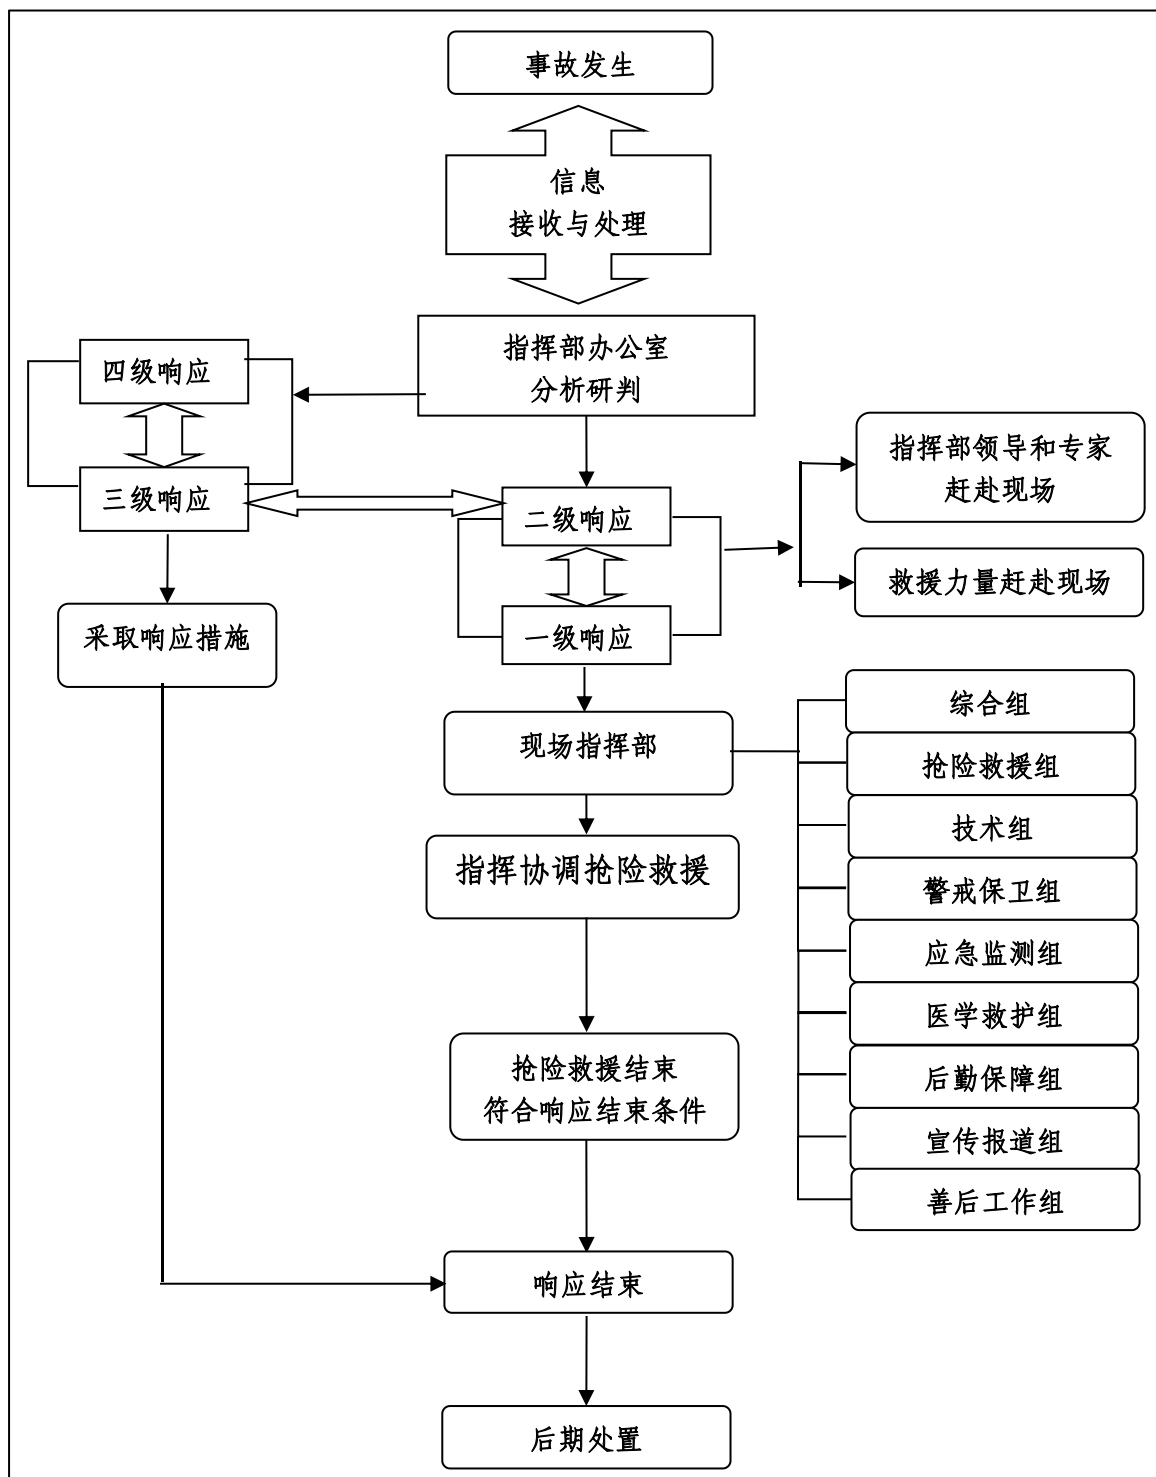 事故发生
信息
接收与处理
指挥部办公室
分析研判
四级响应
三级响应
采取响应措施
二级响应
一级响应
指挥部领导和专家
赶赴现场
救援力量赶赴现场
现场指挥部
综合组
抢险救援组
技术组
警戒保卫组
应急监测组
医学救护组
后勤保障组
宣传报道组
善后工作组
指挥协调抢险救援
抢险救援结束
符合响应结束条件
响应结束
后期处置